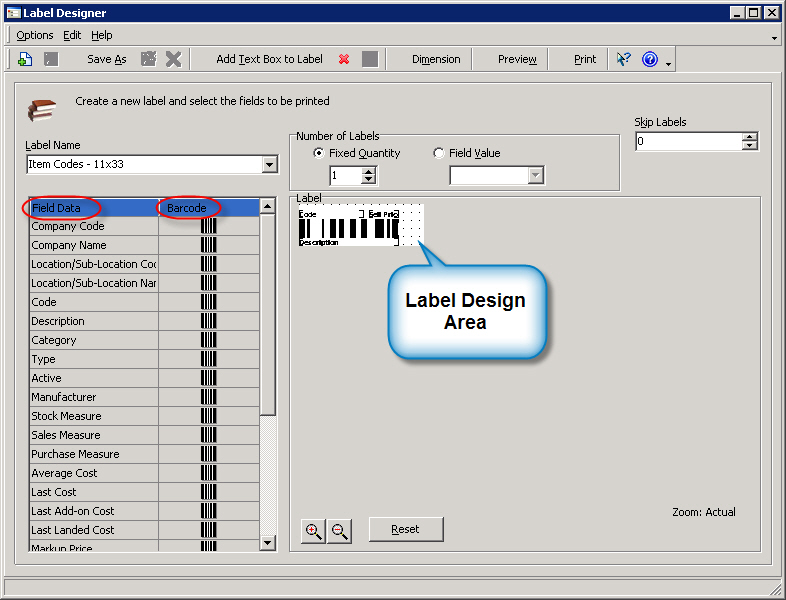 Label Designer
Options Edit Help
Save As Add Text Box to Label Dimension Preview Print
Create a new label and select the fields to be printed
Skip Labels
0
Label Name
Item Codes - 11x33
Number of Labels
Fixed Quantity Field Value
1
Field Data Barcode
Company Code
Company Name
Location/Sub-Location Coc
Location/Sub-Location Nar
Code
Description
Category
Type
Active
Manufacturer
Stock Measure
Sales Measure
Purchase Measure
Average Cost
Last Cost
Last Add-on Cost
Last Landed Cost
Markup Price
Label
Code Sell Pric
Description
Label Design
Area
Zoom: Actual
Reset